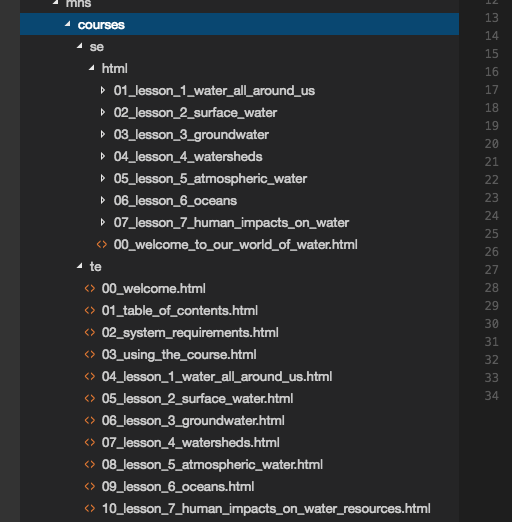 mhs
courses
se
html
01_lesson_1_water_all_around_us
02_lesson_2_surface_water
03_lesson_3_groundwater
04_lesson_4_watersheds
05_lesson_5_atmospheric_water
06_lesson_6_oceans
07_lesson_7_human_impacts_on_water
00_welcome_to_our_world_of_water.html
te
00_welcome.html
01_table_of_contents.html
02_system_requirements.html
03_using_the_course.html
04_lesson_1_water_all_around_us.html
05_lesson_2_surface_water.html
06_lesson_3_groundwater.html
07_lesson_4_watersheds.html
08_lesson_5_atmospheric_water.html
09_lesson_6_oceans.html
10_lesson_7_human_impacts_on_water_resources.html
12
13
14
15
16
17
18
19
20
21
22
23
24
25
26
27
28
29
30
31
32
33
34